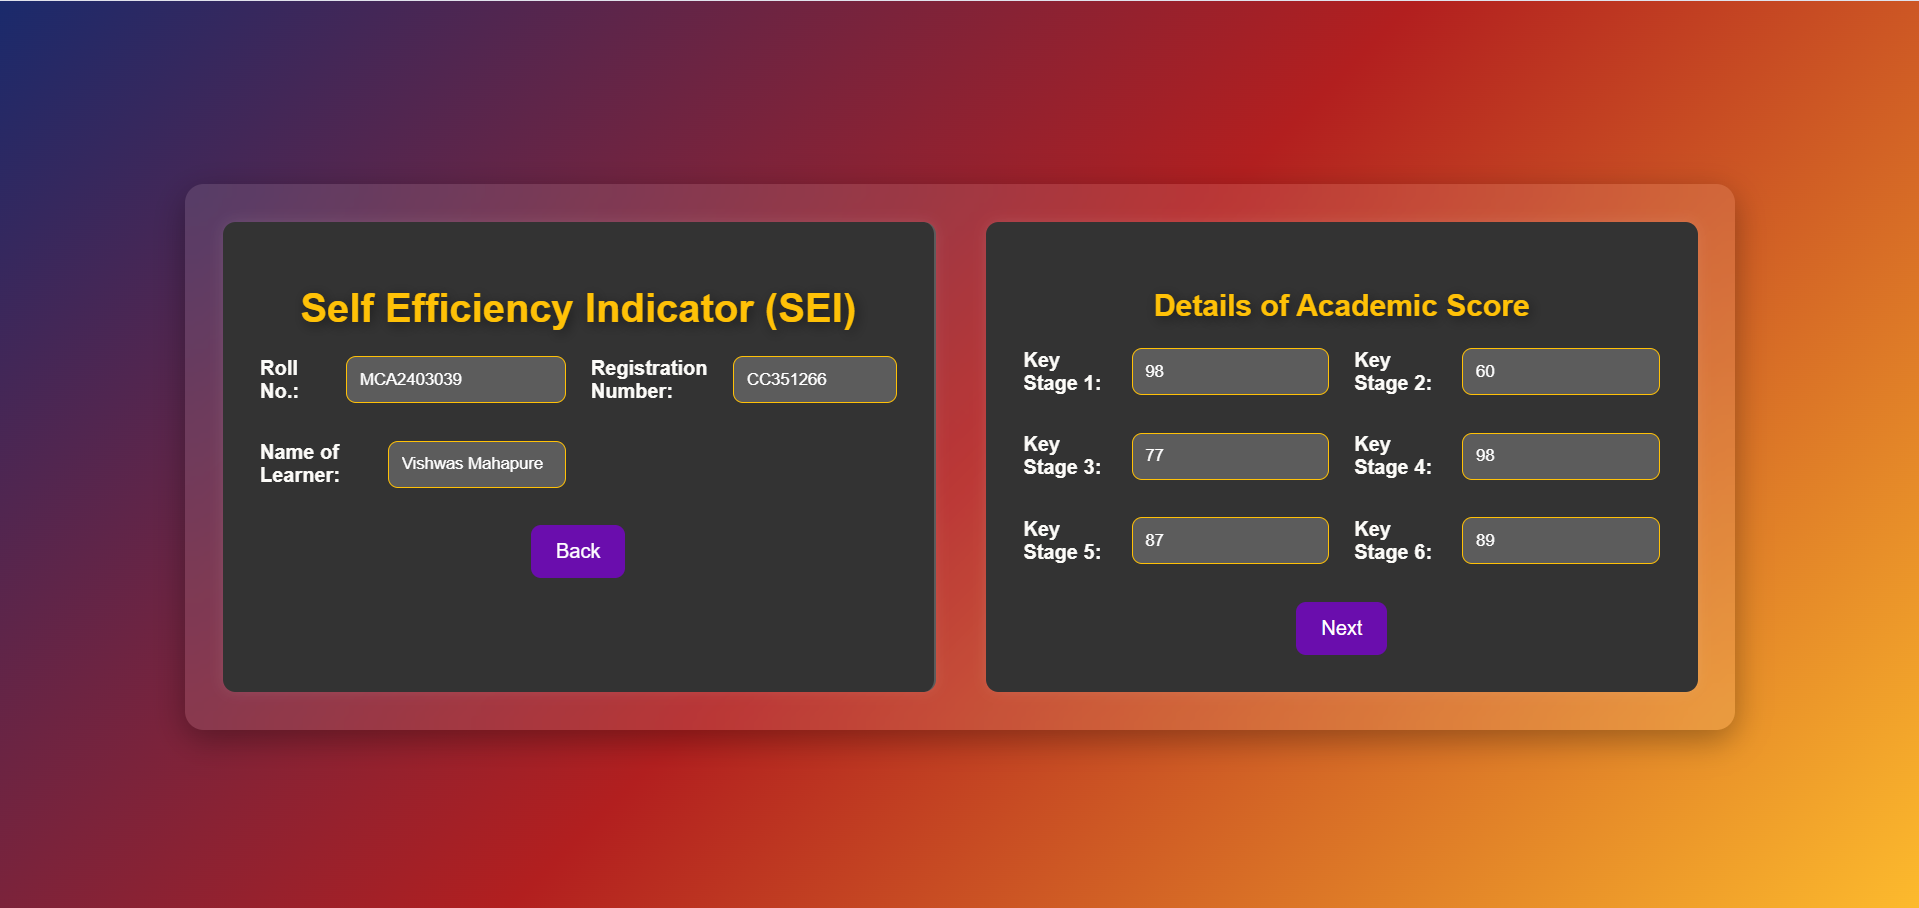 Self Efficiency Indicator (SEI)
Roll
No.:
MCA2403039
Registration
Number:
CC351266
Name of
Learner:
Vishwas Mahapure
Back
Details of Academic Score
Key
Stage 1:
98
Key
Stage 2:
60
Key
Stage 3:
77
Key
Stage 4:
98
Key
Stage 5:
87
Key
Stage 6:
89
Next